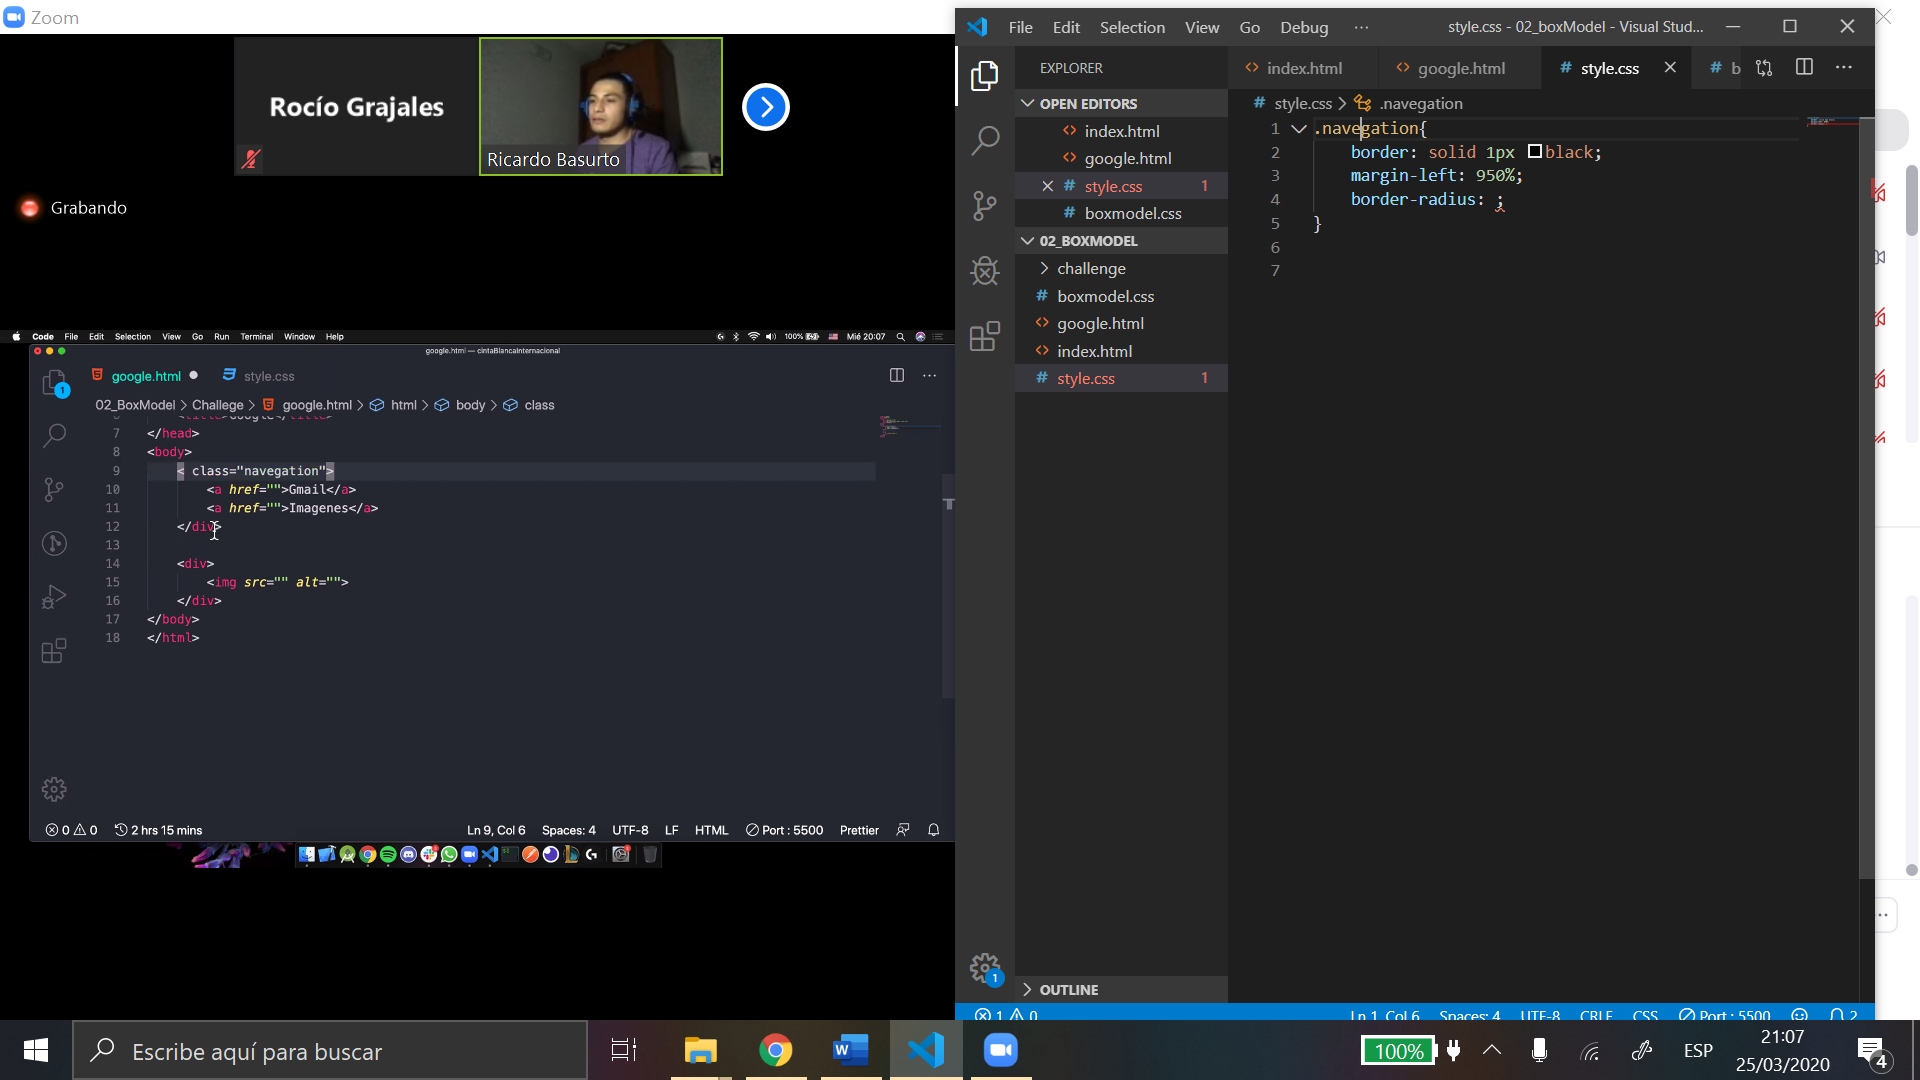 Zoom
Rocío Grajales
Ricardo Basurto
Grabando
Code File Edit Selection View Go Run Terminal Window Help
100% Mié 20:07
google.html — cintaBlancaInternacional
1
google.html
style.css
02_BoxModel > Challege > google.html > html > body > class
7 </head>
8 <body>
9 < class="navegation">
10 <a href="">Gmail</a>
11 <a href="">Imagenes</a>
12 </div>
13
14 <div>
15 <img src="" alt="">
16 </div>
17 </body>
18 </html>
0 0 2 hrs 15 mins
Ln 9, Col 6 Spaces: 4 UTF-8 LF HTML Port : 5500 Prettier
File Edit Selection View Go Debug ···
style.css - 02_boxModel - Visual Stud...
EXPLORER
OPEN EDITORS
index.html
google.html
style.css 1
boxmodel.css
02_BOXMODEL
challenge
boxmodel.css
google.html
index.html
style.css 1
OUTLINE
1
<> index.html
<> google.html
# style.css
# b
# style.css > .navegation
1 .navegation{
2 border: solid 1px black;
3 margin-left: 950%;
4 border-radius: ;
5 }
6
7
1 0
Ln 1, Col 6 Spaces: 4 UTF-8 CRLF CSS Port : 5500 2
Escribe aquí para buscar
100%
ESP
21:07
25/03/2020
4